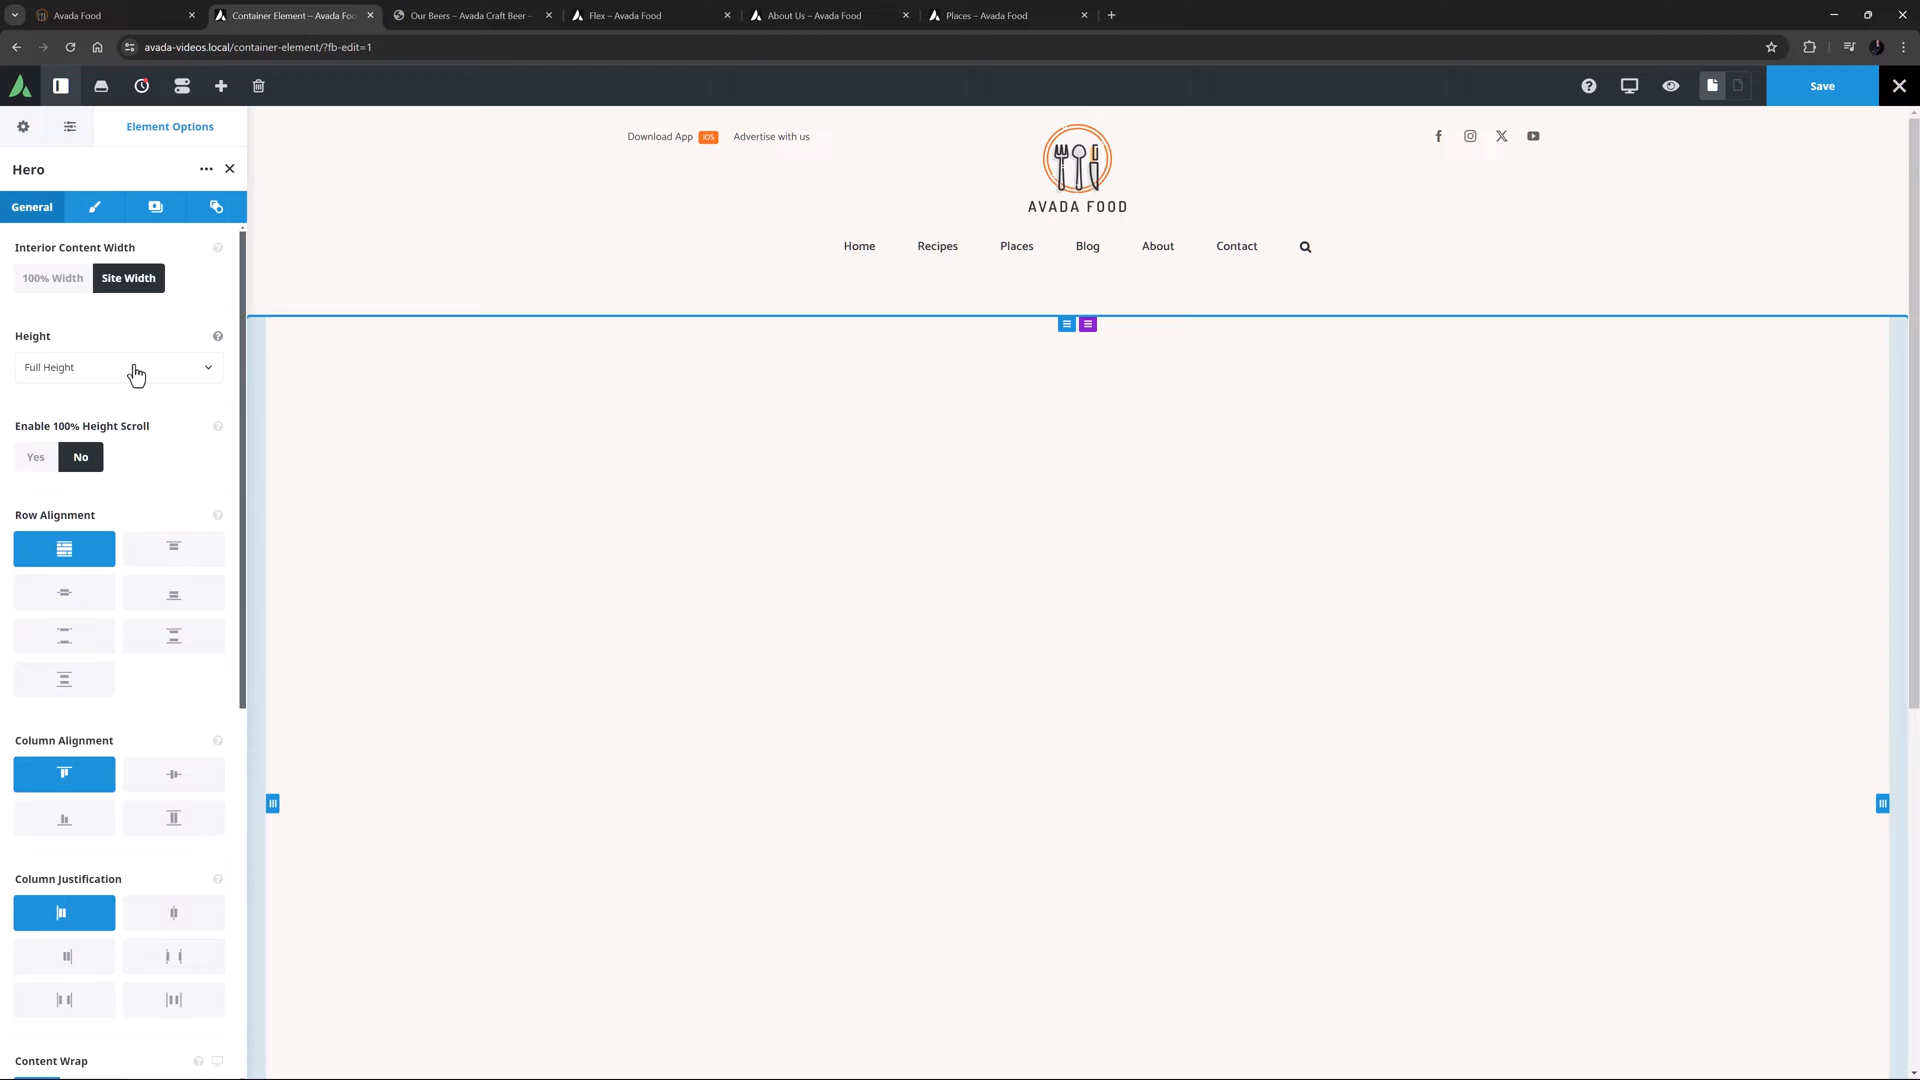 Avada Food
Container Element – Avada Foo
Our Beers – Avada Craft Beer –
Flex – Avada Food
About Us – Avada Food
Places – Avada Food
avada-videos.local/container-element/?fb-edit=1
Save
Element Options
Hero
General
Interior Content Width
100% Width
Site Width
Height
Full Height
Enable 100% Height Scroll
Yes
No
Row Alignment
Column Alignment
Column Justification
Content Wrap
Download App
iOS
Advertise with us
AVADA FOOD
Home
Recipes
Places
Blog
About
Contact